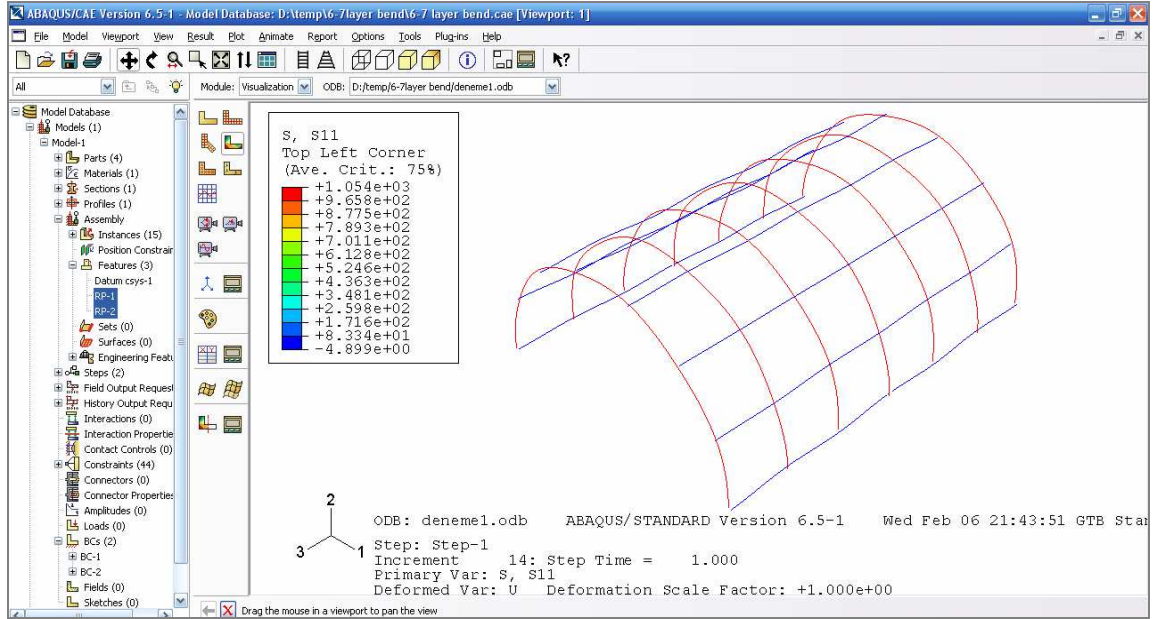 ABAQUS/CAE Version 6.5-1 - Model Database: D:\temp\6-7layer bend\6-7 layer bend.cae [Viewport: 1]
File Model Viewport View Result Plot Animate Report Options Tools Plug-ins Help
All Module: Visualization ODB: D:/temp/6-7layer bend/deneme1.odb
Model Database
Models (1)
Model-1
Parts (4)
Materials (1)
Sections (1)
Profiles (1)
Assembly
Instances (15)
Position Constrair
Features (3)
Datum csys-1
RP-1
RP-2
Sets (0)
Surfaces (0)
Engineering Featu
Steps (2)
Field Output Request
History Output Requ
Interactions (0)
Interaction Propertie
Contact Controls (0)
Constraints (44)
Connectors (0)
Connector Properties
Amplitudes (0)
Loads (0)
BCs (2)
BC-1
BC-2
Fields (0)
Sketches (0)
S, S11
Top Left Corner
(Ave. Crit.: 75%)
+1.054e+03
+9.658e+02
+8.775e+02
+7.893e+02
+7.011e+02
+6.128e+02
+5.246e+02
+4.363e+02
+3.481e+02
+2.598e+02
+1.716e+02
+8.334e+01
-4.899e+00
2
3 1
ODB: deneme1.odb ABAQUS/STANDARD Version 6.5-1 Wed Feb 06 21:43:51 GTB Star
Step: Step-1
Increment 14: Step Time = 1.000
Primary Var: S, S11
Deformed Var: U Deformation Scale Factor: +1.000e+00
Drag the mouse in a viewport to pan the view